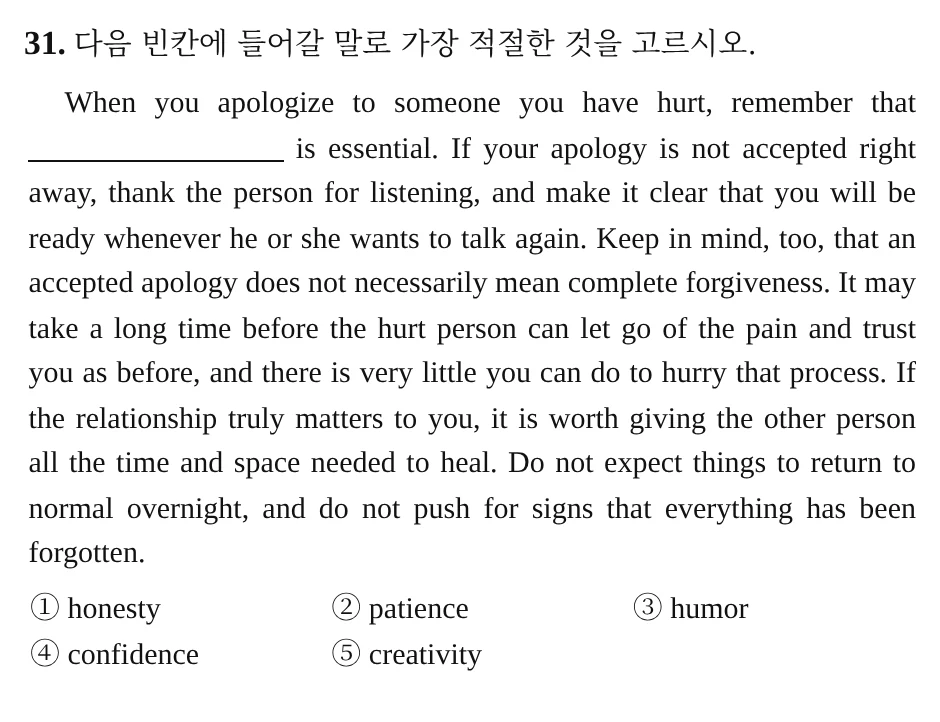 31. 다음 빈칸에 들어갈 말로 가장 적절한 것을 고르시오.
When you apologize to someone you have hurt, remember that
____________________ is essential. If your apology is not accepted right
away, thank the person for listening, and make it clear that you will be
ready whenever he or she wants to talk again. Keep in mind, too, that an
accepted apology does not necessarily mean complete forgiveness. It may
take a long time before the hurt person can let go of the pain and trust
you as before, and there is very little you can do to hurry that process. If
the relationship truly matters to you, it is worth giving the other person
all the time and space needed to heal. Do not expect things to return to
normal overnight, and do not push for signs that everything has been
forgotten.
① honesty ② patience ③ humor
④ confidence ⑤ creativity